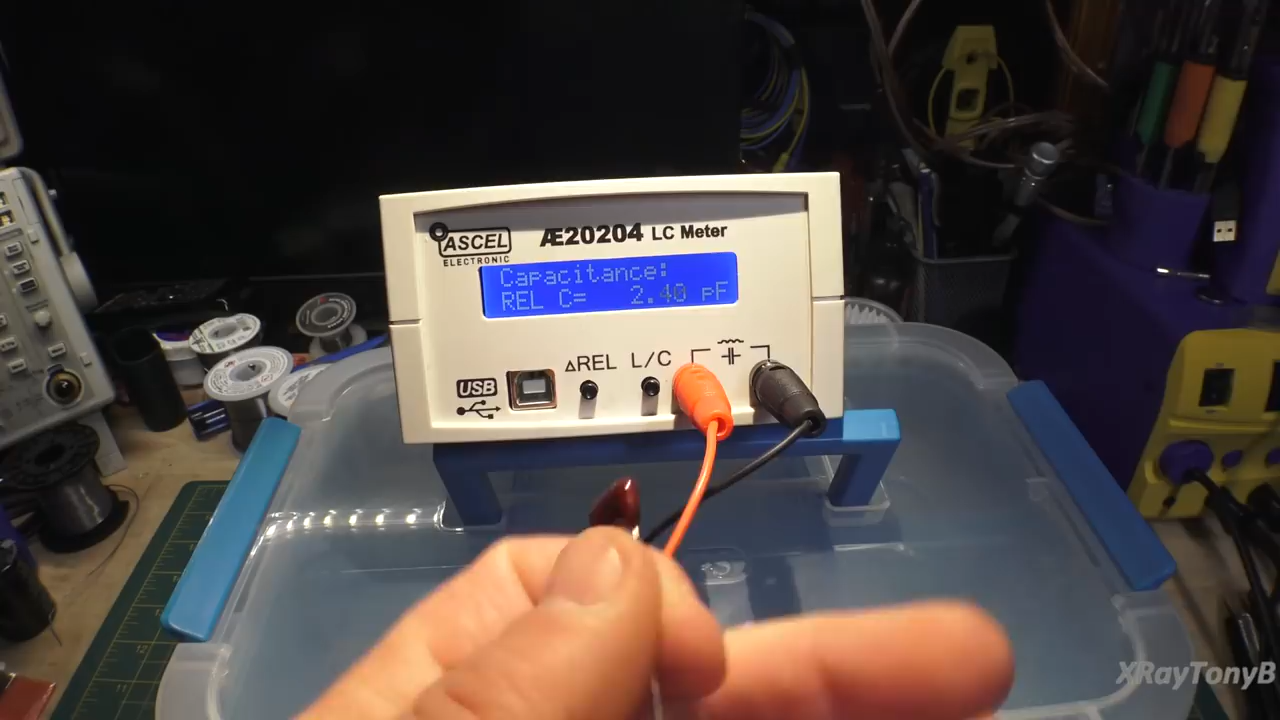 ASCEL
ELECTRONIC
Æ20204 LC Meter
Capacitance:
REL C= 2.40 pF
USB
ΔREL
L/C
XRayTonyB